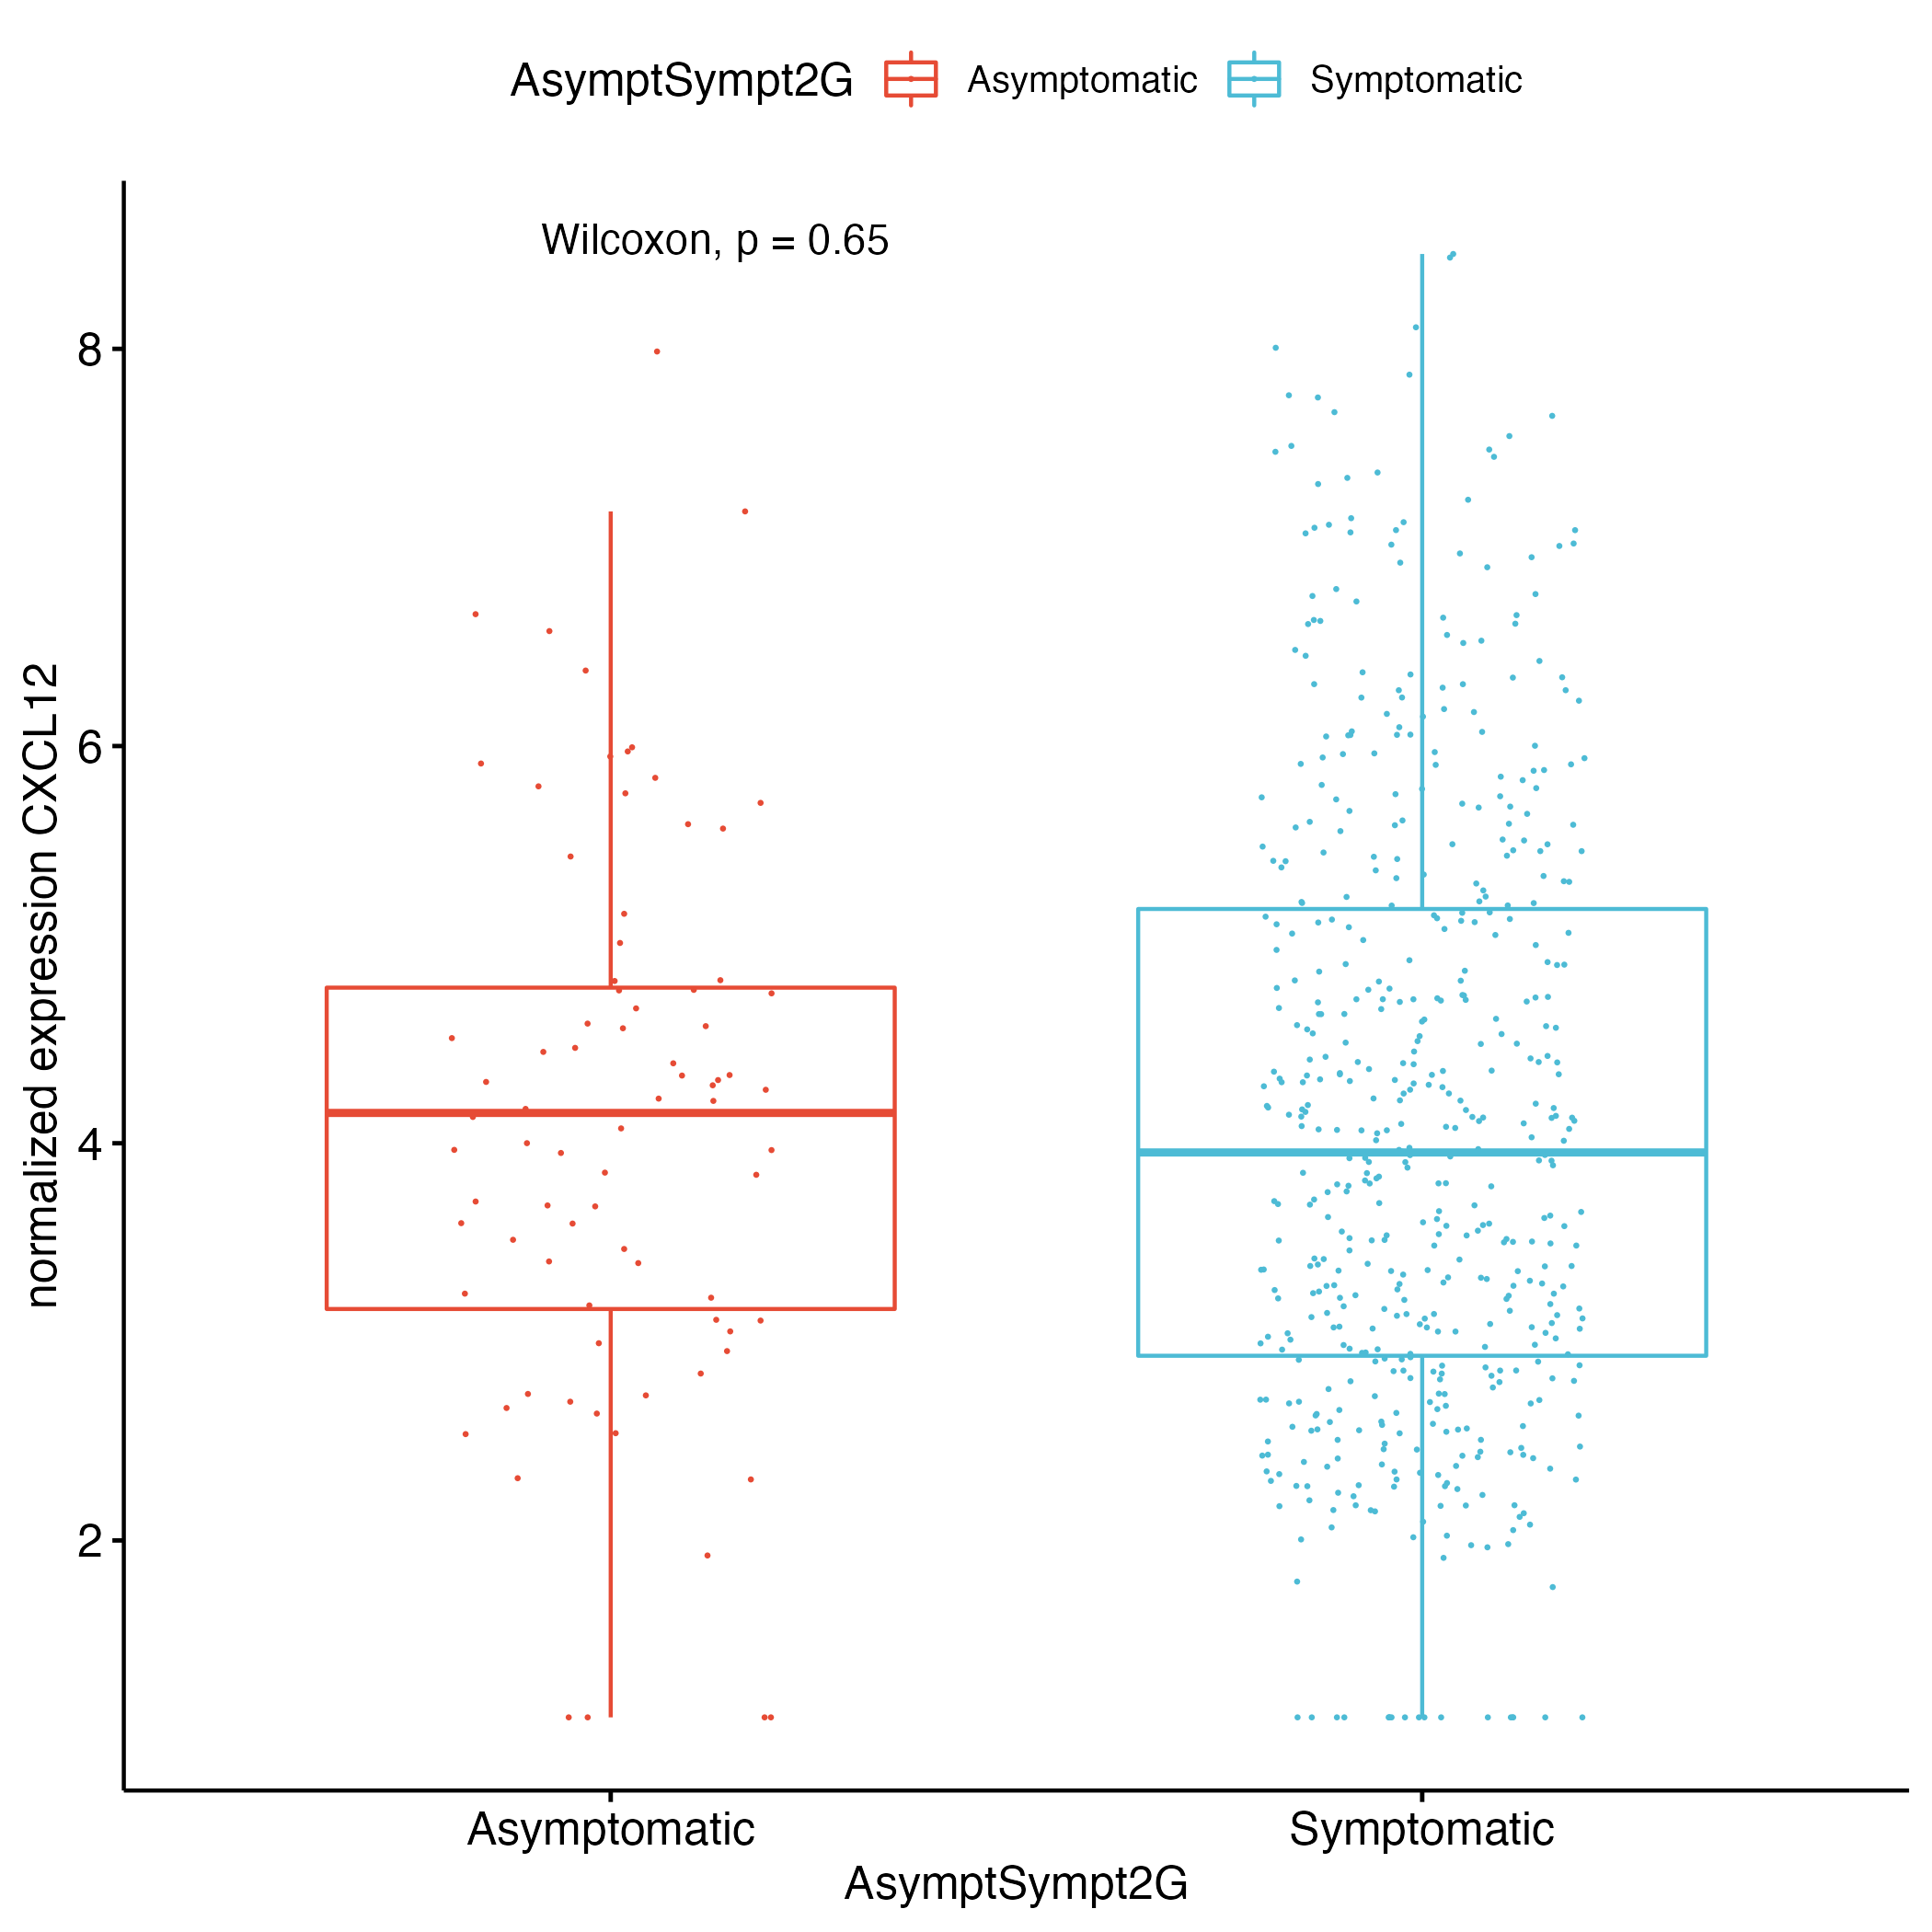 AsymptSympt2G Asymptomatic Symptomatic
Wilcoxon, p = 0.65
8
6
4
2
normalized expression CXCL12
Asymptomatic Symptomatic
AsymptSympt2G